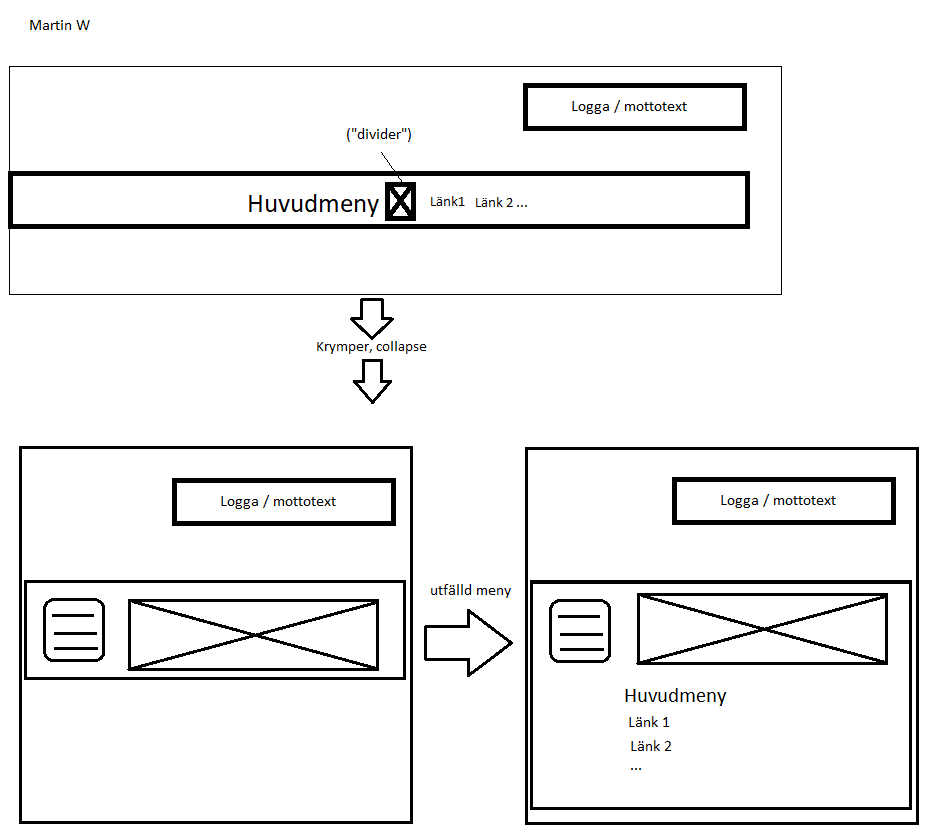 Martin W
Logga / mottotext
("divider")
Huvudmeny
Länk1 Länk 2 ...
Krymper, collapse
Logga / mottotext
utfälld meny
Logga / mottotext
Huvudmeny
Länk 1
Länk 2
...